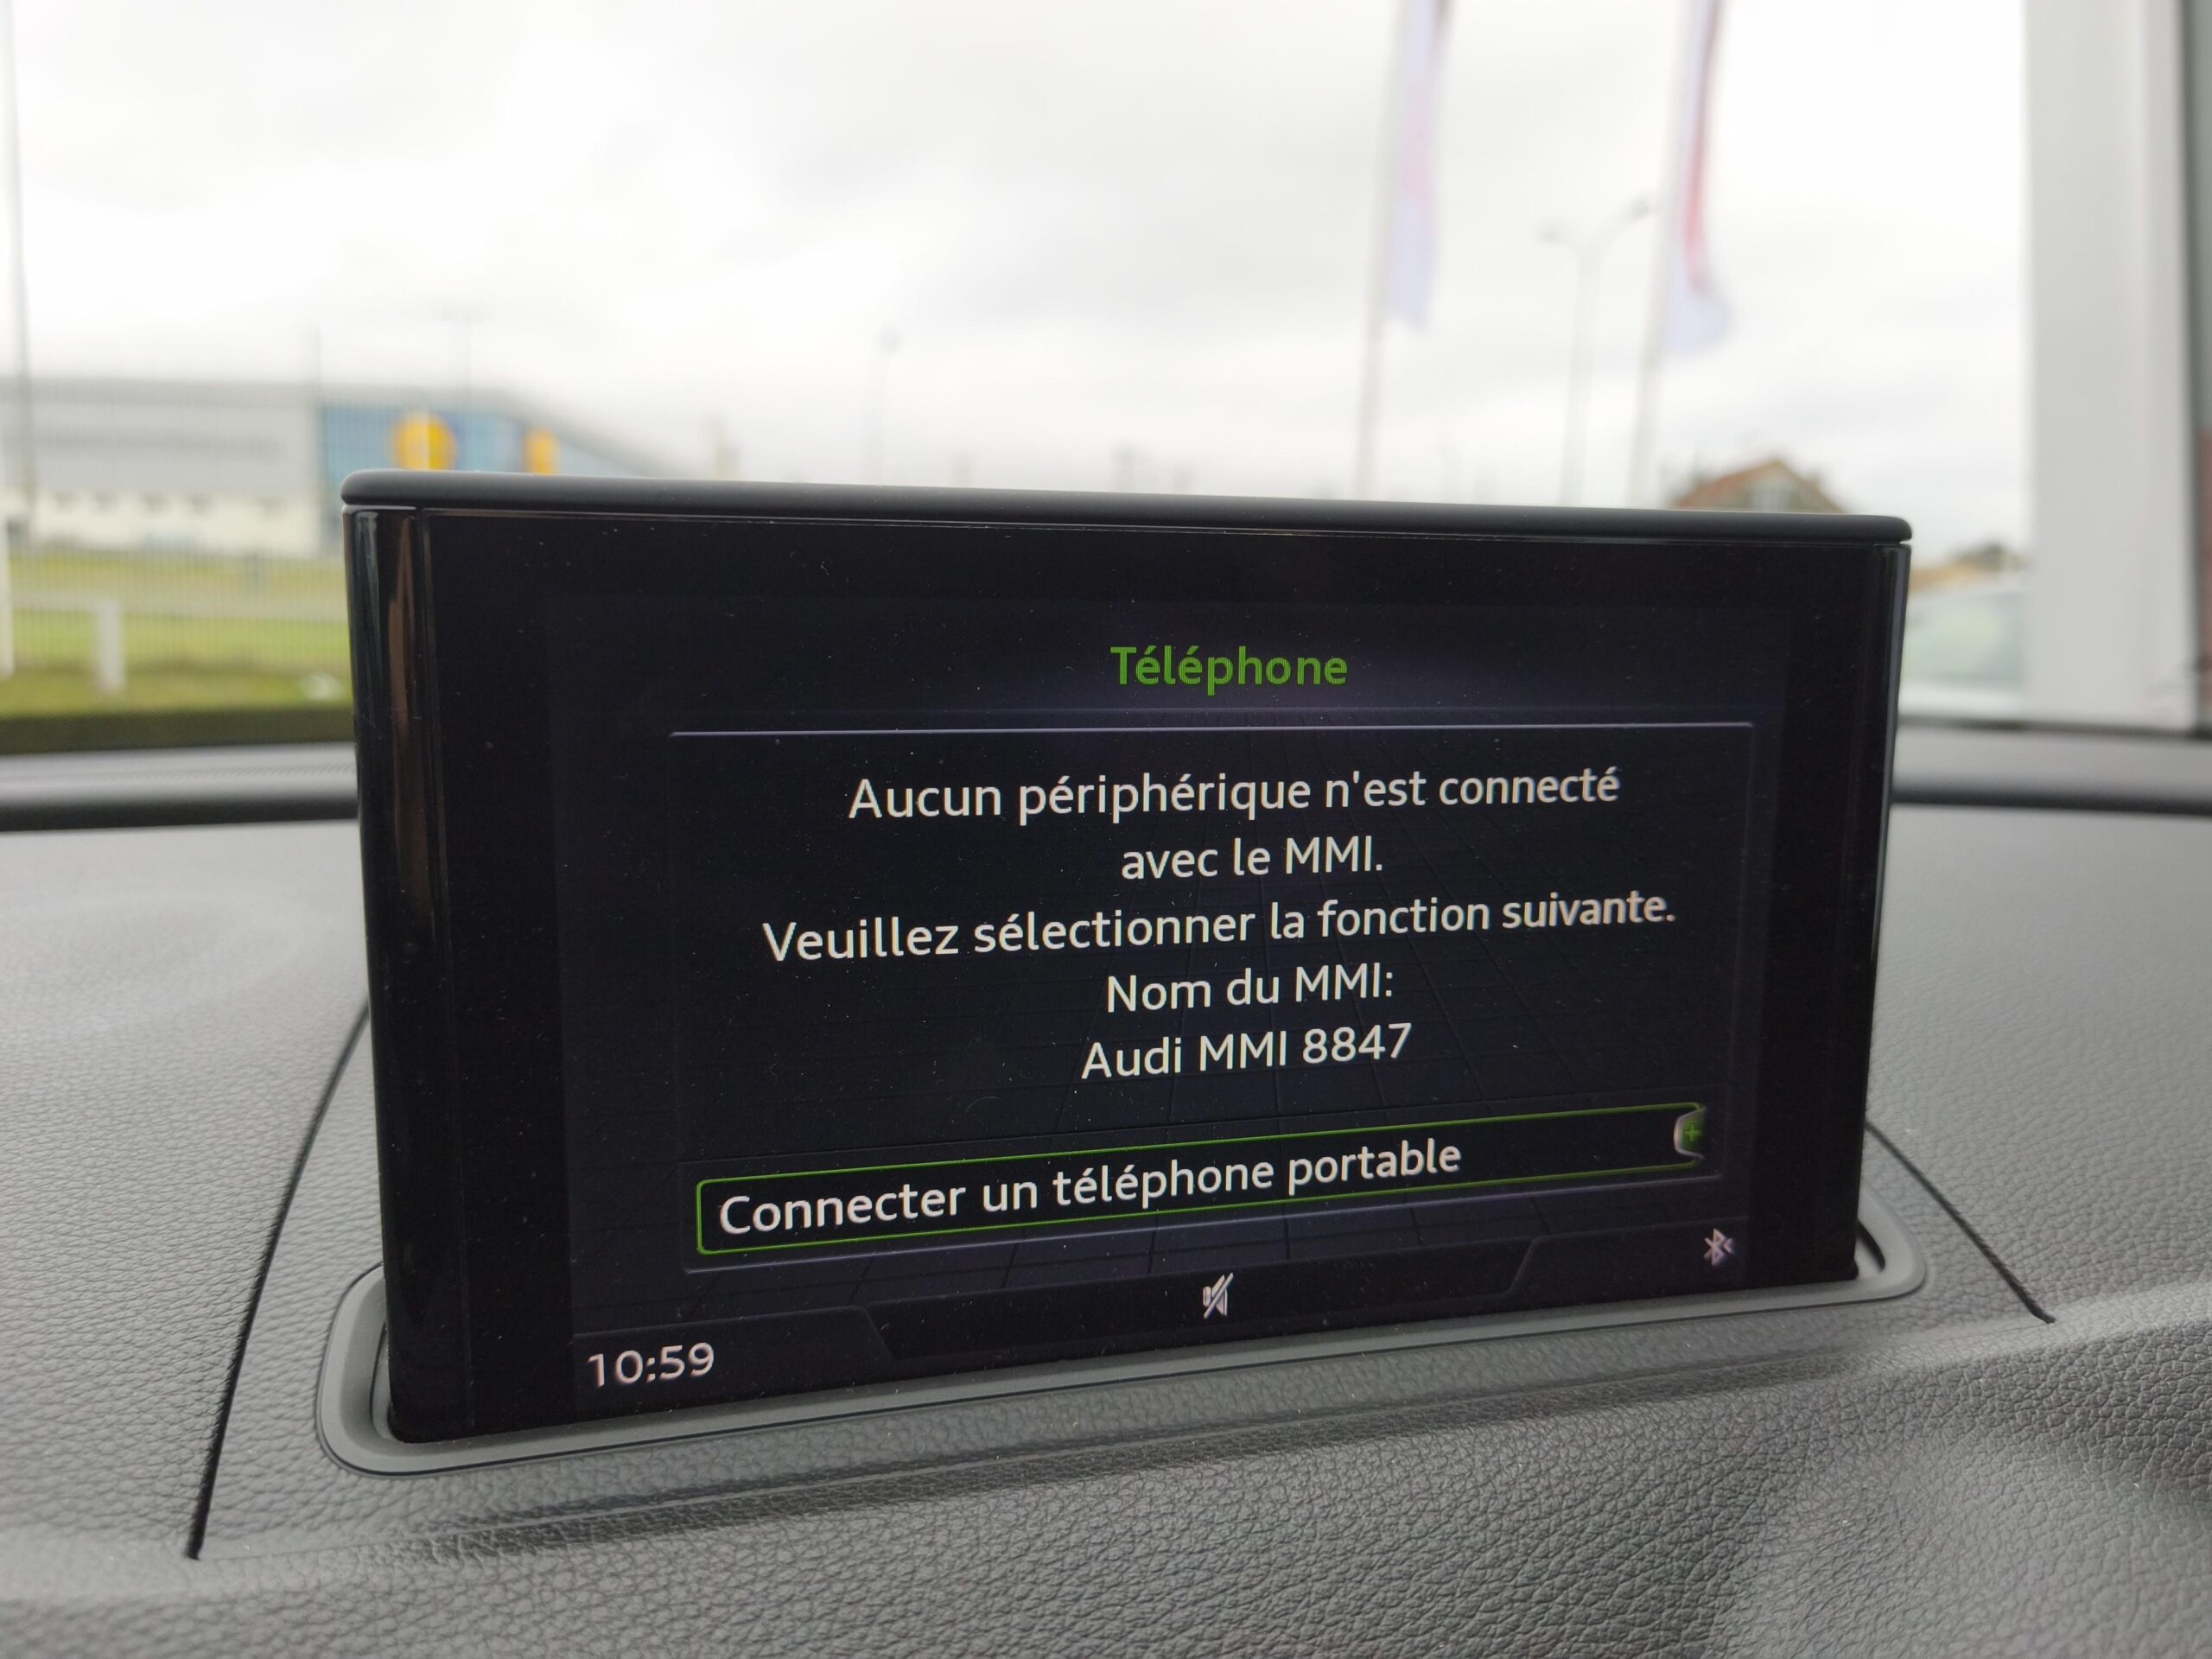 Téléphone
Aucun périphérique n'est connecté
avec le MMI.
Veuillez sélectionner la fonction suivante.
Nom du MMI:
Audi MMI 8847
Connecter un téléphone portable
10:59